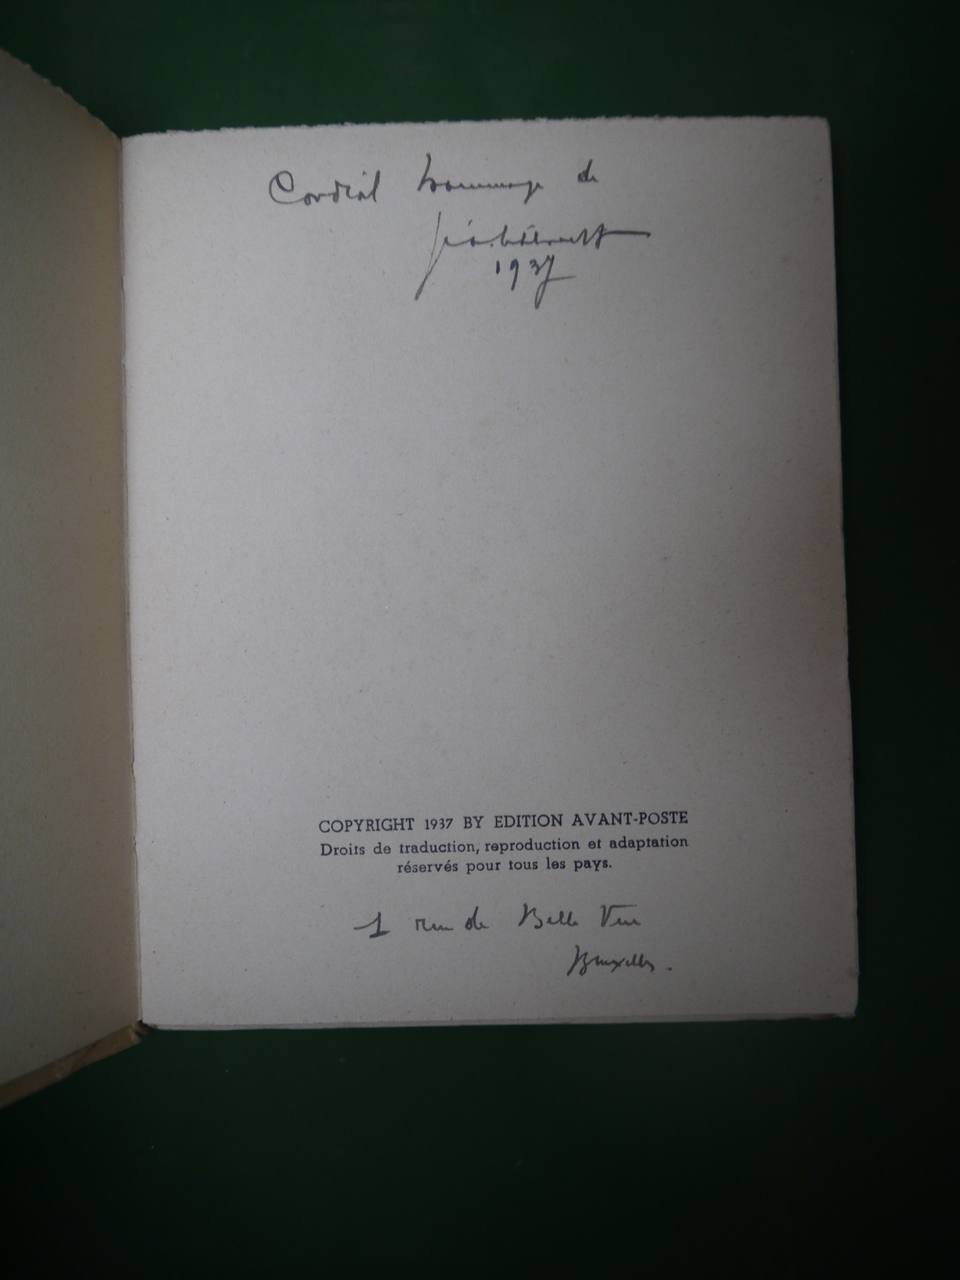 Cordial hommage de
1937
COPYRIGHT 1937 BY EDITION AVANT-POSTE
Droits de traduction, reproduction et adaptation
réservés pour tous les pays.
1 rue de Belle Vue
Bruxelles.